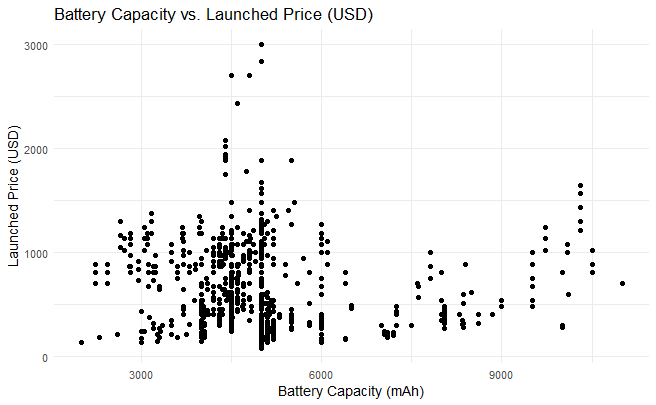 Battery Capacity vs. Launched Price (USD)
3000
2000
1000
0
Launched Price (USD)
3000 6000 9000
Battery Capacity (mAh)